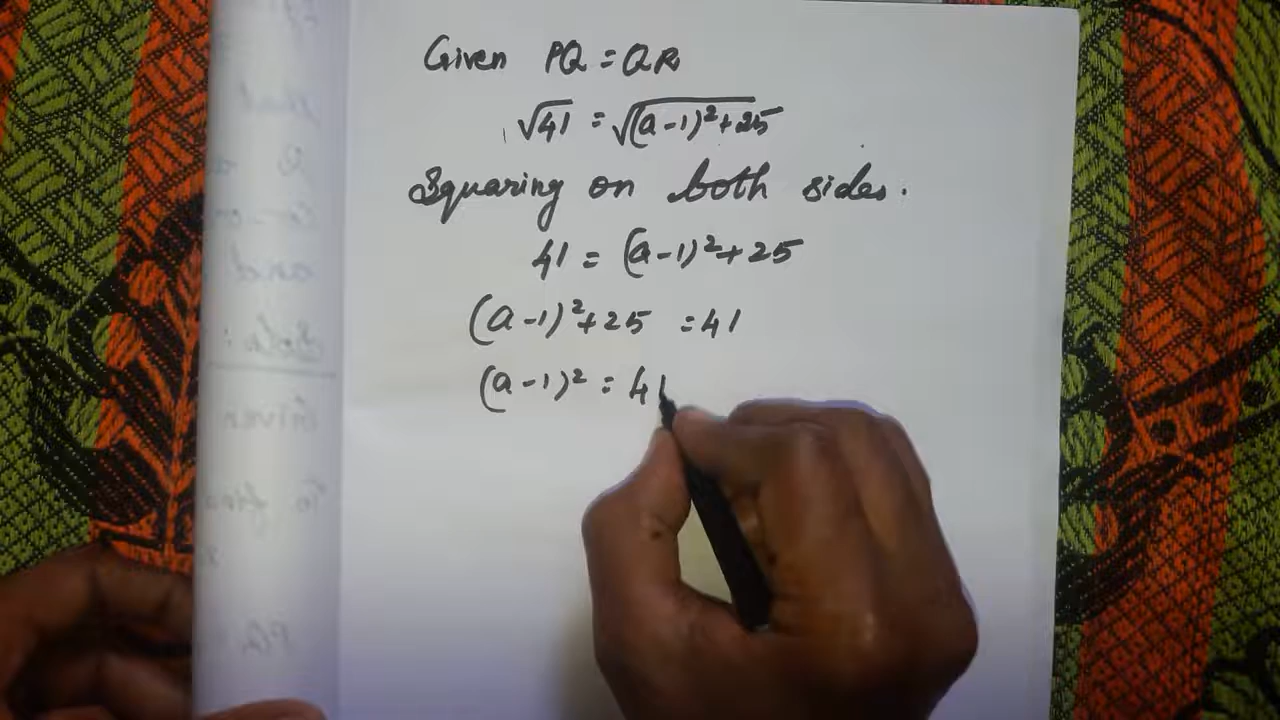 Given PQ = QR
√41 = √(a-1)²+25
Squaring on both sides.
41 = (a-1)²+25
(a-1)²+25 = 41
(a-1)² = 41